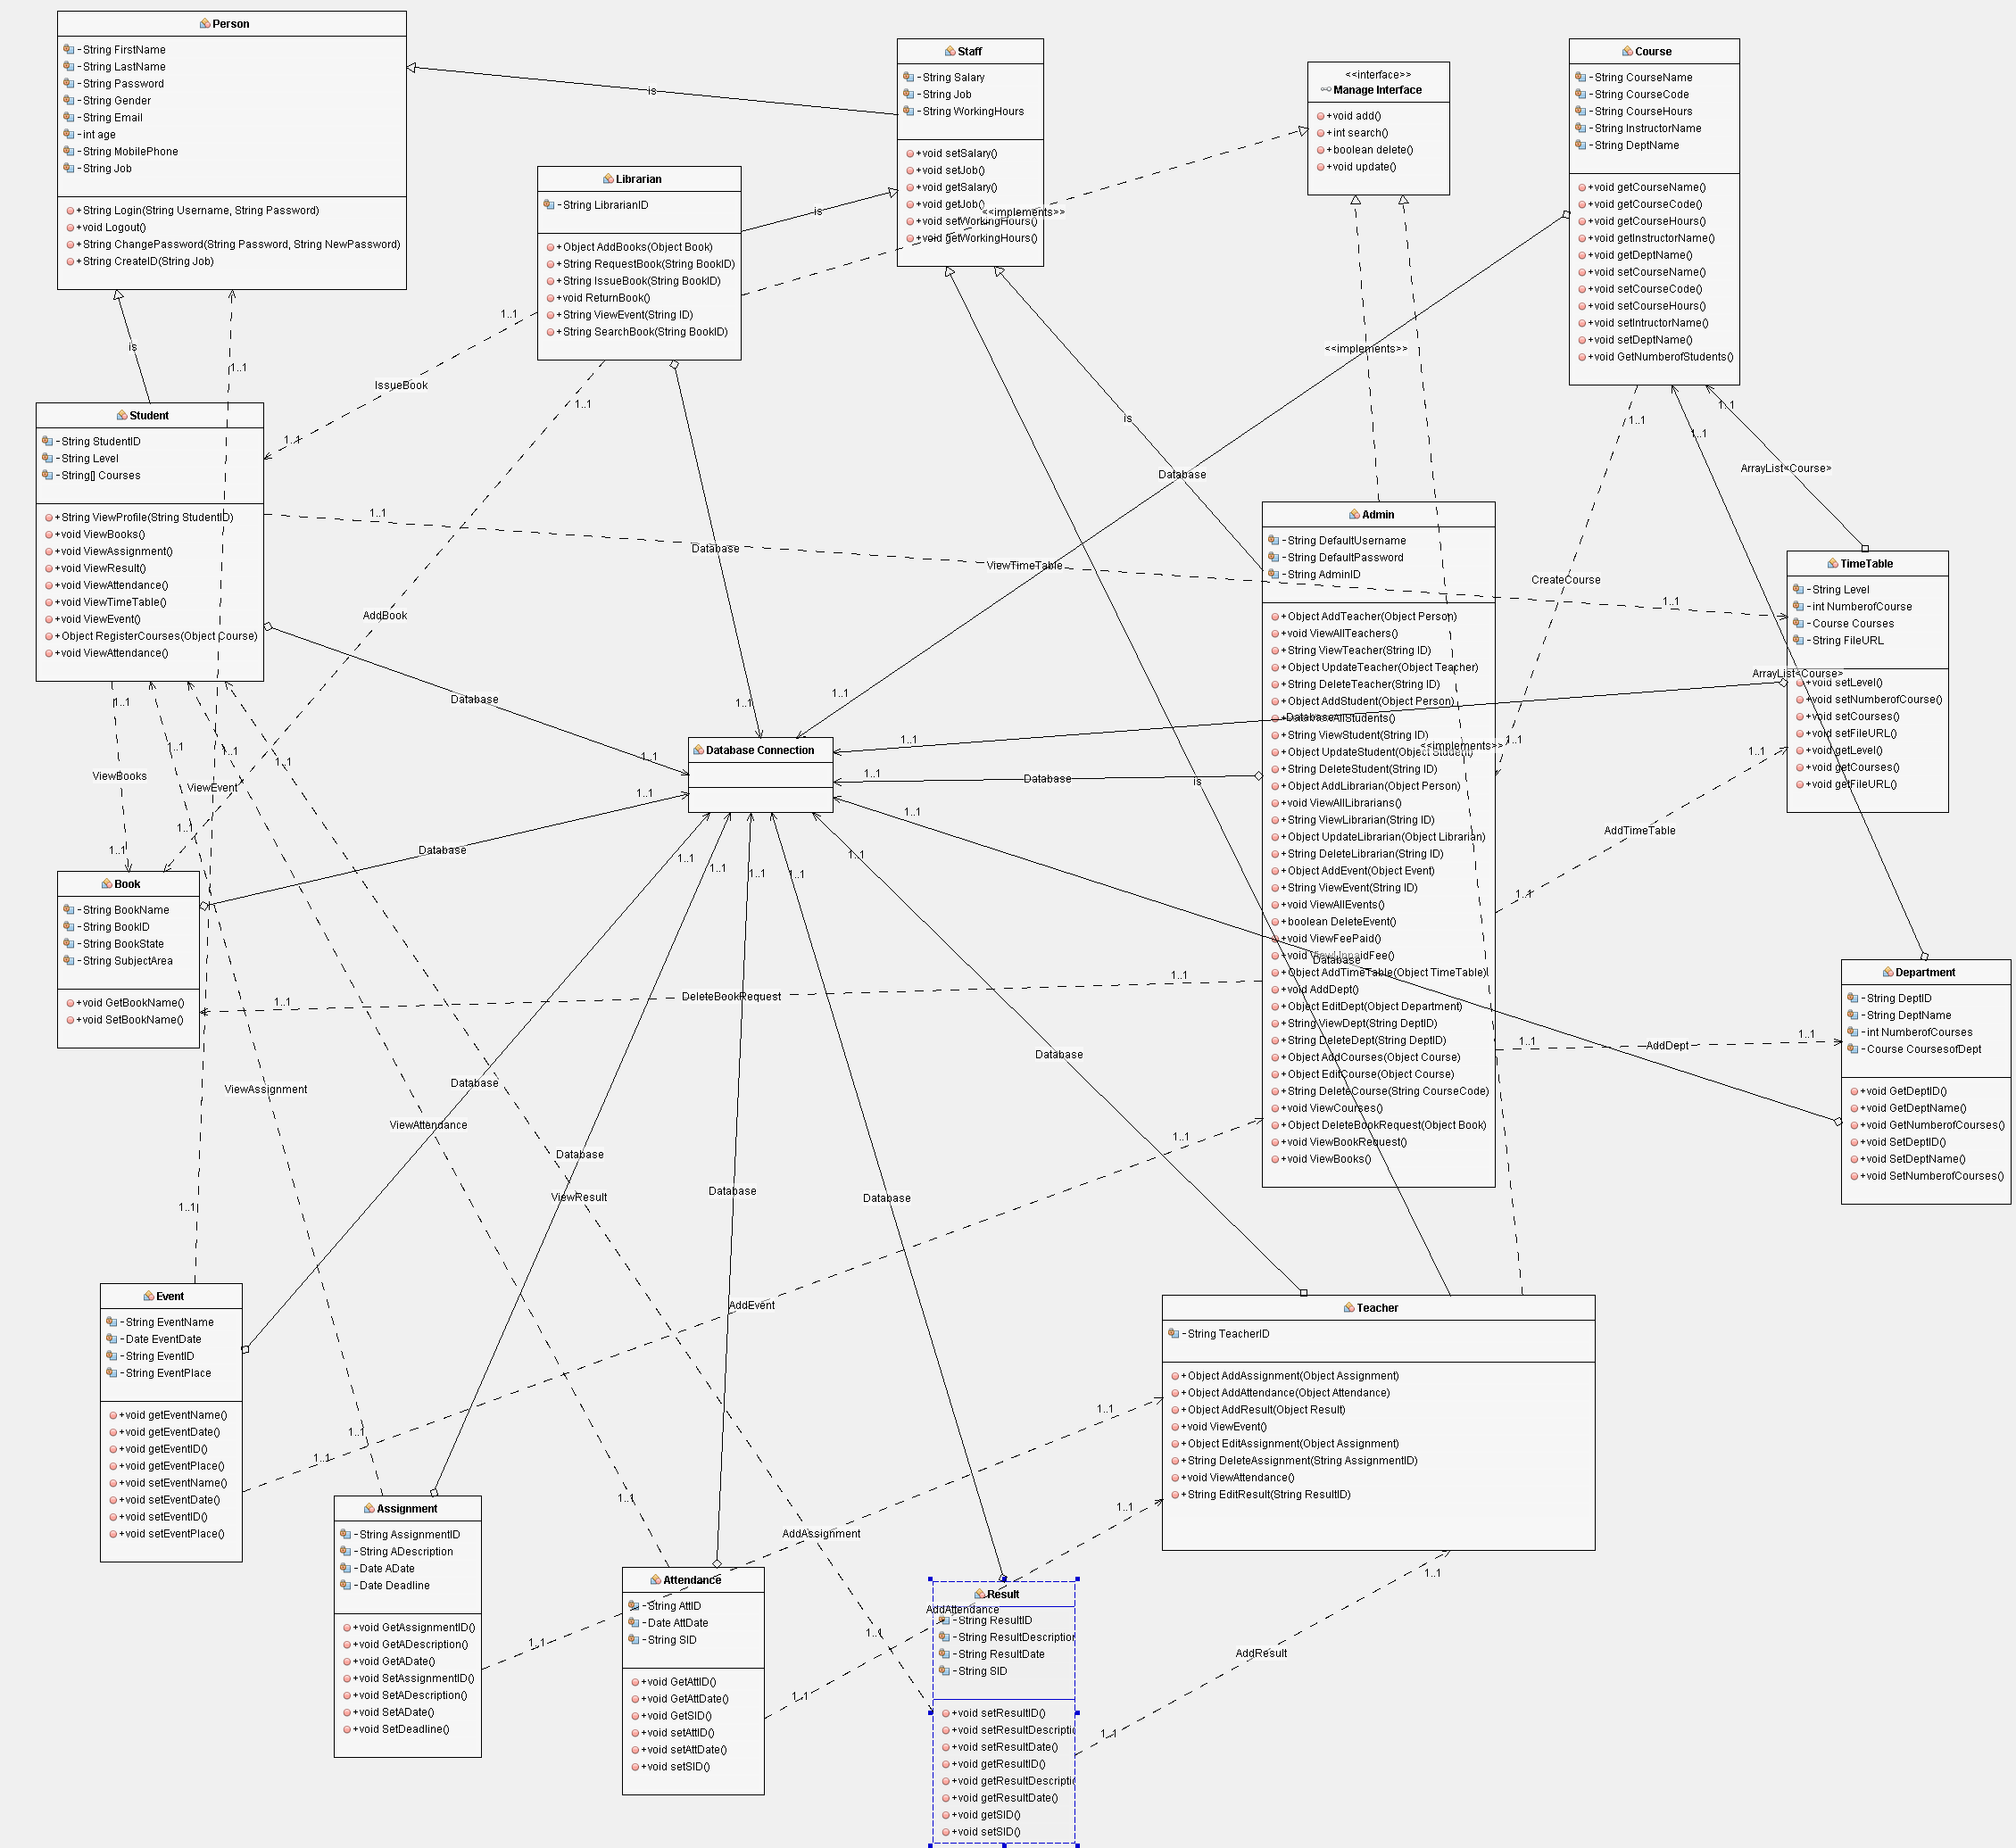 Person
-String FirstName
-String LastName
-String Password
-String Gender
-String Email
-int age
-String MobilePhone
-String Job
+String Login(String Username, String Password)
+void Logout()
+String ChangePassword(String Password, String NewPassword)
+String CreateID(String Job)
is
Staff
-String Salary
-String Job
-String WorkingHours
+void setSalary()
+void setJob()
+void getSalary()
+void getJob()
+void setWorkingHours()
+void getWorkingHours()
<<interface>>
Manage Interface
+void add()
+int search()
+boolean delete()
+void update()
Course
-String CourseName
-String CourseCode
-String CourseHours
-String InstructorName
-String DeptName
+void getCourseName()
+void getCourseCode()
+void getCourseHours()
+void getInstructorName()
+void getDeptName()
+void setCourseName()
+void setCourseCode()
+void setCourseHours()
+void setIntructorName()
+void setDeptName()
+void GetNumberofStudents()
Librarian
-String LibrarianID
+Object AddBooks(Object Book)
+String RequestBook(String BookID)
+String IssueBook(String BookID)
+void ReturnBook()
+String ViewEvent(String ID)
+String SearchBook(String BookID)
is
<<implements>>
1..1
is
1..1
<<implements>>
IssueBook
1..1
1..1
1..1
1..1
1..1
is
1..1
ArrayList<Course>
Database
Student
-String StudentID
-String Level
-String[] Courses
+String ViewProfile(String StudentID)
+void ViewBooks()
+void ViewAssignment()
+void ViewResult()
+void ViewAttendance()
+void ViewTimeTable()
+void ViewEvent()
+Object RegisterCourses(Object Course)
+void ViewAttendance()
1..1
Database
ViewTimeTable
CreateCourse
1..1
AddBook
Admin
-String DefaultUsername
-String DefaultPassword
-String AdminID
+Object AddTeacher(Object Person)
+void ViewAllTeachers()
+String ViewTeacher(String ID)
+Object UpdateTeacher(Object Teacher)
+String DeleteTeacher(String ID)
+Object AddStudent(Object Person)
+String ViewStudent(String ID)
+Object UpdateStudent(Object Student)
+String DeleteStudent(String ID)
+Object AddLibrarian(Object Person)
+void ViewAllLibrarians()
+String ViewLibrarian(String ID)
+Object UpdateLibrarian(Object Librarian)
+String DeleteLibrarian(String ID)
+Object AddEvent(Object Event)
+String ViewEvent(String ID)
+void ViewAllEvents()
+boolean DeleteEvent()
+void ViewFeePaid()
+Object AddTimeTable(Object TimeTable)
+void AddDept()
+Object EditDept(Object Department)
+String ViewDept(String DeptID)
+String DeleteDept(String DeptID)
+Object AddCourses(Object Course)
+Object EditCourse(Object Course)
+String DeleteCourse(String CourseCode)
+void ViewCourses()
+Object DeleteBookRequest(Object Book)
+void ViewBookRequest()
+void ViewBooks()
TimeTable
-String Level
-int NumberofCourse
-Course Courses
-String FileURL
+void setLevel()
+void setNumberofCourse()
+void setCourses()
+void setFileURL()
+void getLevel()
+void getCourses()
+void getFileURL()
ArrayList<Course>
Database
1..1
1..1
1..1
Database
1..1
Database
<<implements>>
1..1
1..1
Database Connection
1..1
1..1
Database
is
1..1
1..1
1..1
1..1
ViewBooks
ViewEvent
1..1
1..1
1..1
Database
1..1
1..1
1..1
1..1
1..1
AddTimeTable
1..1
Book
-String BookName
-String BookID
-String BookState
-String SubjectArea
+void GetBookName()
+void SetBookName()
Database
1..1
DeleteBookRequest
1..1
Department
-String DeptID
-String DeptName
-int NumberofCourses
-Course CoursesofDept
+void GetDeptID()
+void GetDeptName()
+void GetNumberofCourses()
+void SetDeptID()
+void SetDeptName()
+void SetNumberofCourses()
1..1
AddDept
1..1
Database
Database
ViewAssignment
ViewAttendance
1..1
Database
ViewResult
Database
Database
1..1
AddEvent
Event
-String EventName
-Date EventDate
-String EventID
-String EventPlace
+void getEventName()
+void getEventDate()
+void getEventID()
+void getEventPlace()
+void setEventName()
+void setEventDate()
+void setEventID()
+void setEventPlace()
1..1
1..1
1..1
1..1
Teacher
-String TeacherID
+Object AddAssignment(Object Assignment)
+Object AddAttendance(Object Attendance)
+Object AddResult(Object Result)
+void ViewEvent()
+Object EditAssignment(Object Assignment)
+String DeleteAssignment(String AssignmentID)
+void ViewAttendance()
+String EditResult(String ResultID)
1..1
AddAssignment
1..1
Assignment
-String AssignmentID
-String ADescription
-Date ADate
-Date Deadline
+void GetAssignmentID()
+void GetADescription()
+void GetADate()
+void SetAssignmentID()
+void SetADescription()
+void SetADate()
+void SetDeadline()
1..1
Attendance
-String AttID
-Date AttDate
-String SID
+void GetAttID()
+void GetAttDate()
+void GetSID()
+void setAttID()
+void setAttDate()
+void setSID()
1..1
1..1
AddAttendance
Result
-String ResultID
-String ResultDescription
-String ResultDate
-String SID
+void setResultID()
+void setResultDescripti
+void setResultDate()
+void getResultID()
+void getResultDescripti
+void getResultDate()
+void getSID()
+void setSID()
AddResult
1..1